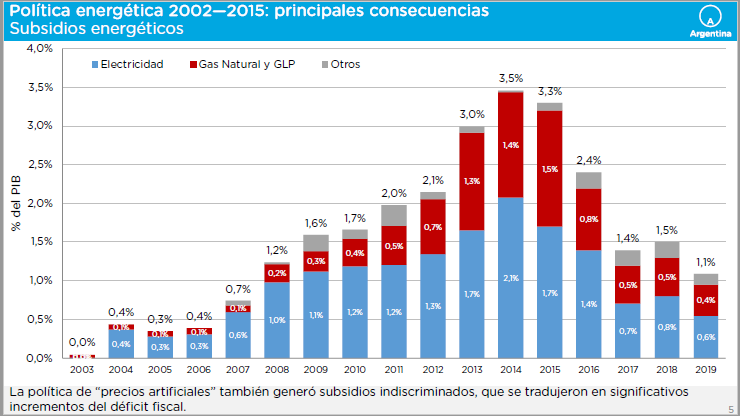 Política energética 2002—2015: principales consecuencias
Subsidios energéticos
Argentina
4,0%
3,5%
3,0%
2,5%
2,0%
1,5%
1,0%
0,5%
0,0%
% del PIB
Electricidad Gas Natural y GLP Otros
0,0% 0,4% 0,3% 0,4% 0,7% 1,2% 1,6% 1,7% 2,0% 2,1% 3,0% 3,5% 3,3% 2,4% 1,4% 1,5% 1,1%
0,0% 0,1% 0,1% 0,1% 0,1% 0,2% 0,3% 0,4% 0,5% 0,7% 1,3% 1,4% 1,5% 0,8% 0,5% 0,5% 0,4%
0,4% 0,3% 0,3% 0,6% 1,0% 1,1% 1,2% 1,2% 1,3% 1,7% 2,1% 1,7% 1,4% 0,7% 0,8% 0,6%
2003 2004 2005 2006 2007 2008 2009 2010 2011 2012 2013 2014 2015 2016 2017 2018 2019
La política de “precios artificiales” también generó subsidios indiscriminados, que se tradujeron en significativos
incrementos del déficit fiscal.
5